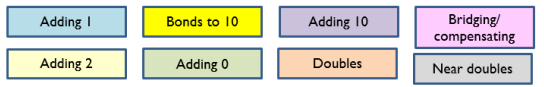 Adding 1
Bonds to 10
Adding 10
Bridging/
compensating
Adding 2
Adding 0
Doubles
Near doubles